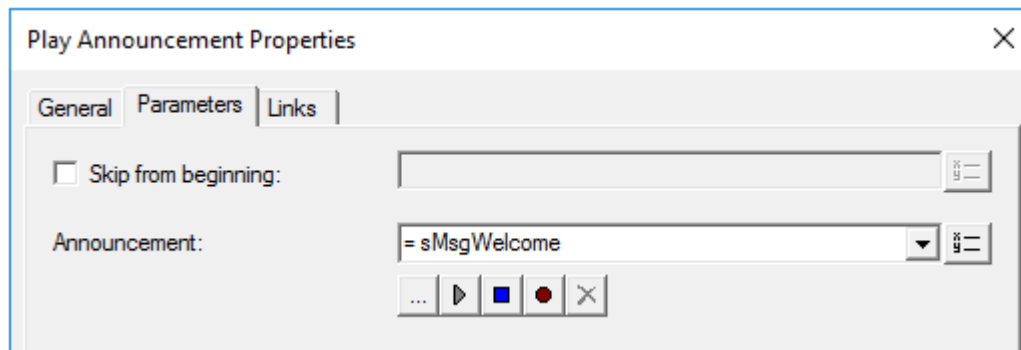 Play Announcement Properties
General Parameters Links
Skip from beginning:
Announcement: = sMsgWelcome
...